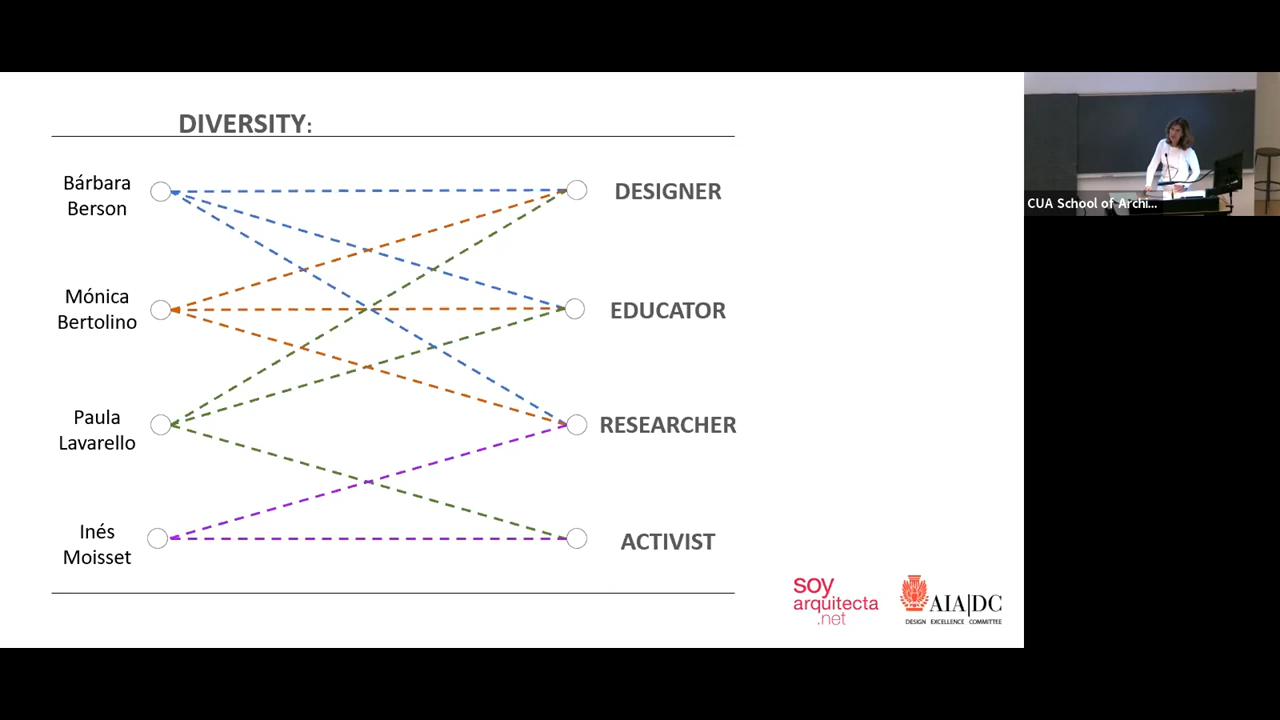 DIVERSITY:
Bárbara
Berson
DESIGNER
Mónica
Bertolino
EDUCATOR
Paula
Lavarello
RESEARCHER
Inés
Moisset
ACTIVIST
soy
arquitecta
.net
AIA|DC
DESIGN EXCELLENCE COMMITTEE
CUA School of Archi...